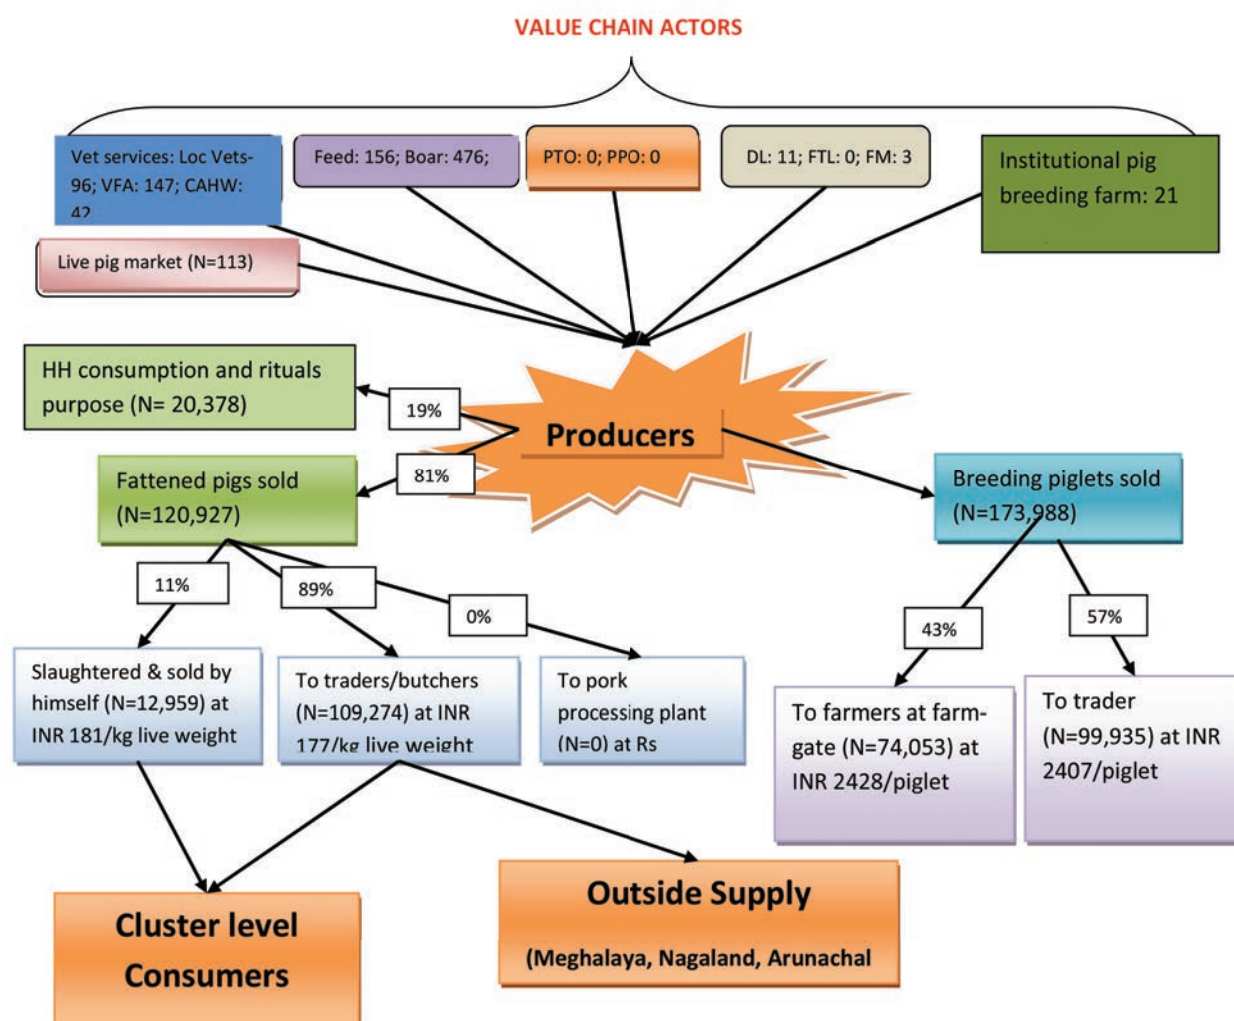 VALUE CHAIN ACTORS
Vet services: Loc Vets-
96; VFA: 147; CAHW:
42
Feed: 156; Boar: 476;
PTO: 0; PPO: 0
DL: 11; FTL: 0; FM: 3
Institutional pig
breeding farm: 21
Live pig market (N=113)
HH consumption and rituals
purpose (N= 20,378)
19%
Producers
81%
Fattened pigs sold
(N=120,927)
Breeding piglets sold
(N=173,988)
11%
89%
0%
43%
57%
Slaughtered & sold by
himself (N=12,959) at
INR 181/kg live weight
To traders/butchers
(N=109,274) at INR
177/kg live weight
To pork
processing plant
(N=0) at Rs
To farmers at farm-
gate (N=74,053) at
INR 2428/piglet
To trader
(N=99,935) at INR
2407/piglet
Cluster level
Consumers
Outside Supply
(Meghalaya, Nagaland, Arunachal